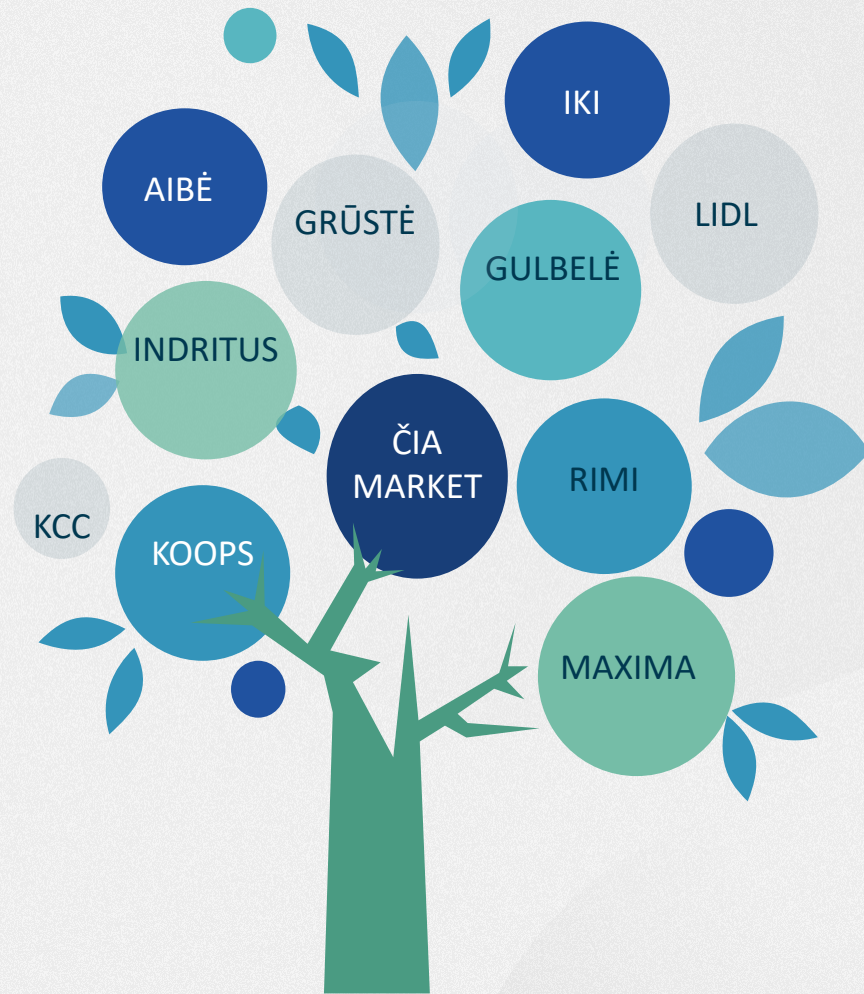 IKI
AIBĖ
GRŪSTĖ
LIDL
GULBELĖ
INDRITUS
ČIA
MARKET
RIMI
KCC
KOOPS
MAXIMA